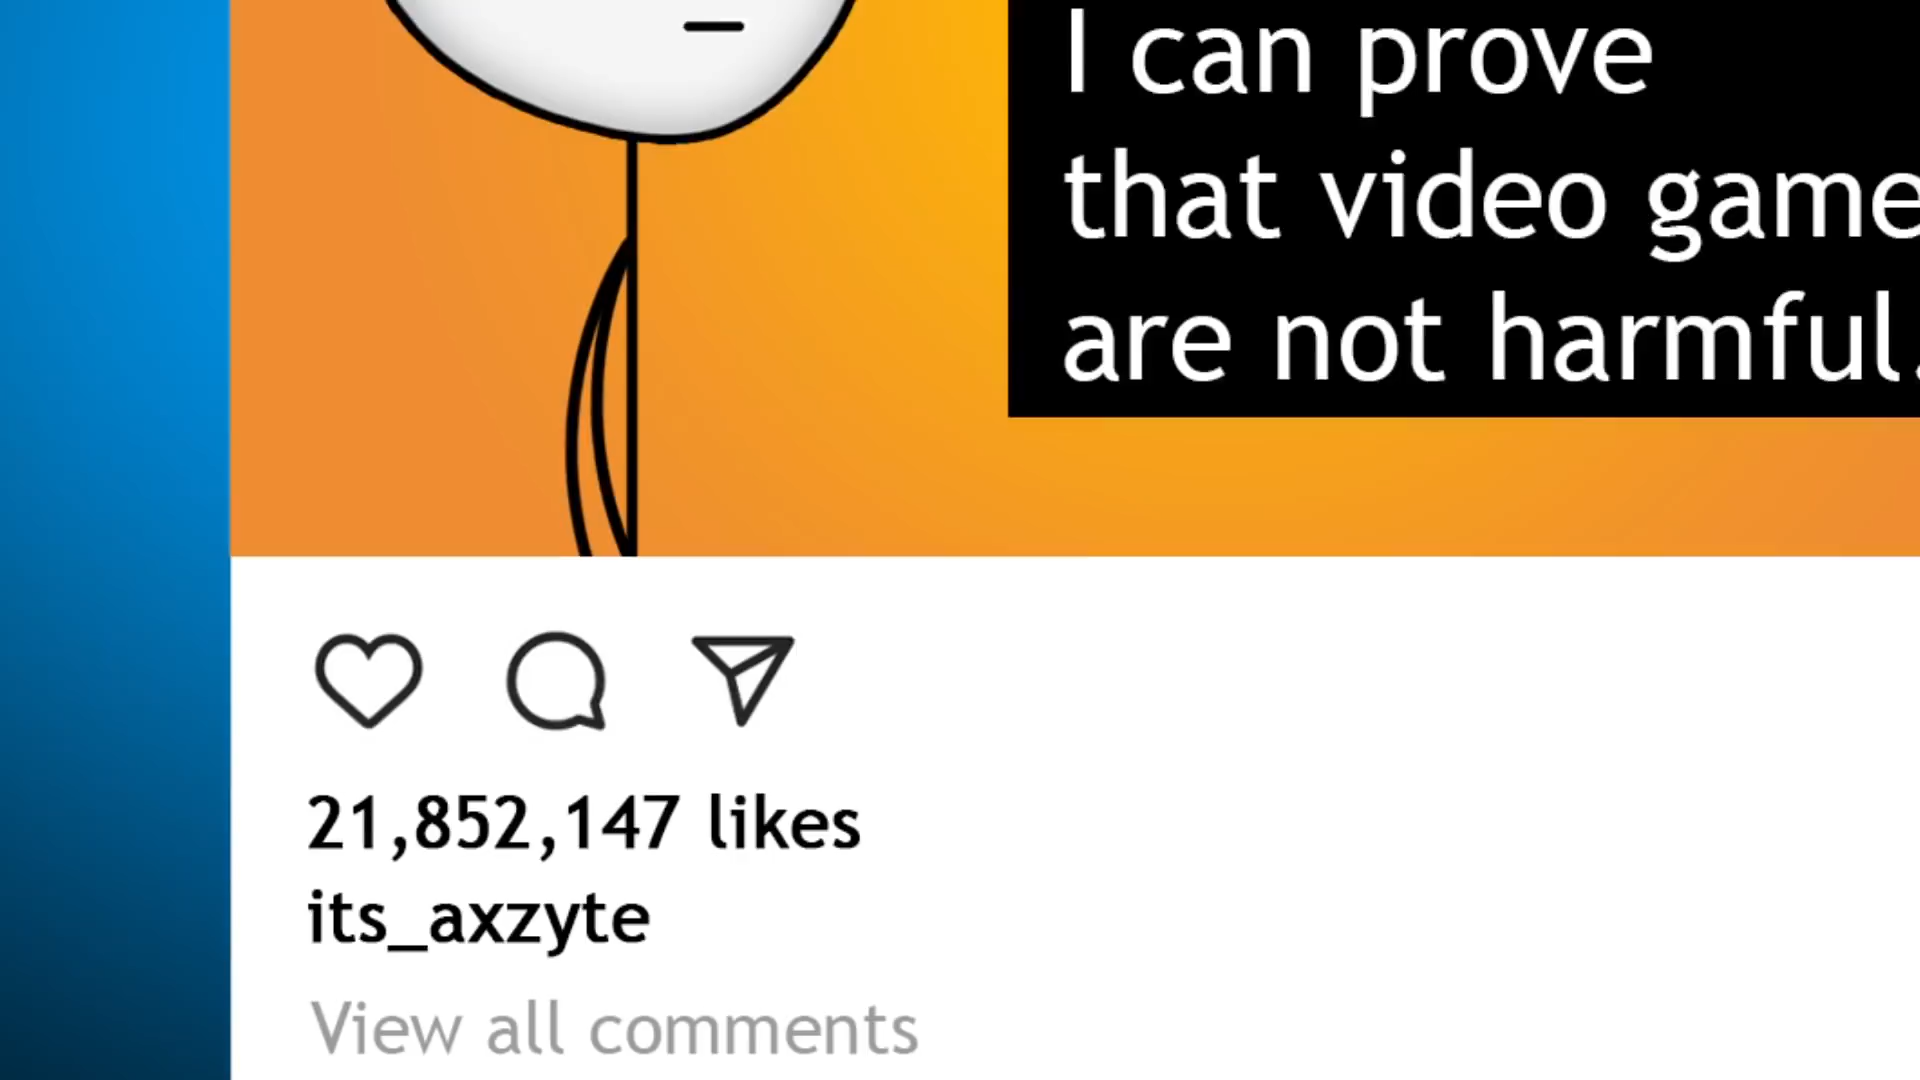 I can prove
that video game
are not harmful.
21,852,147 likes
its_axzyte
View all comments